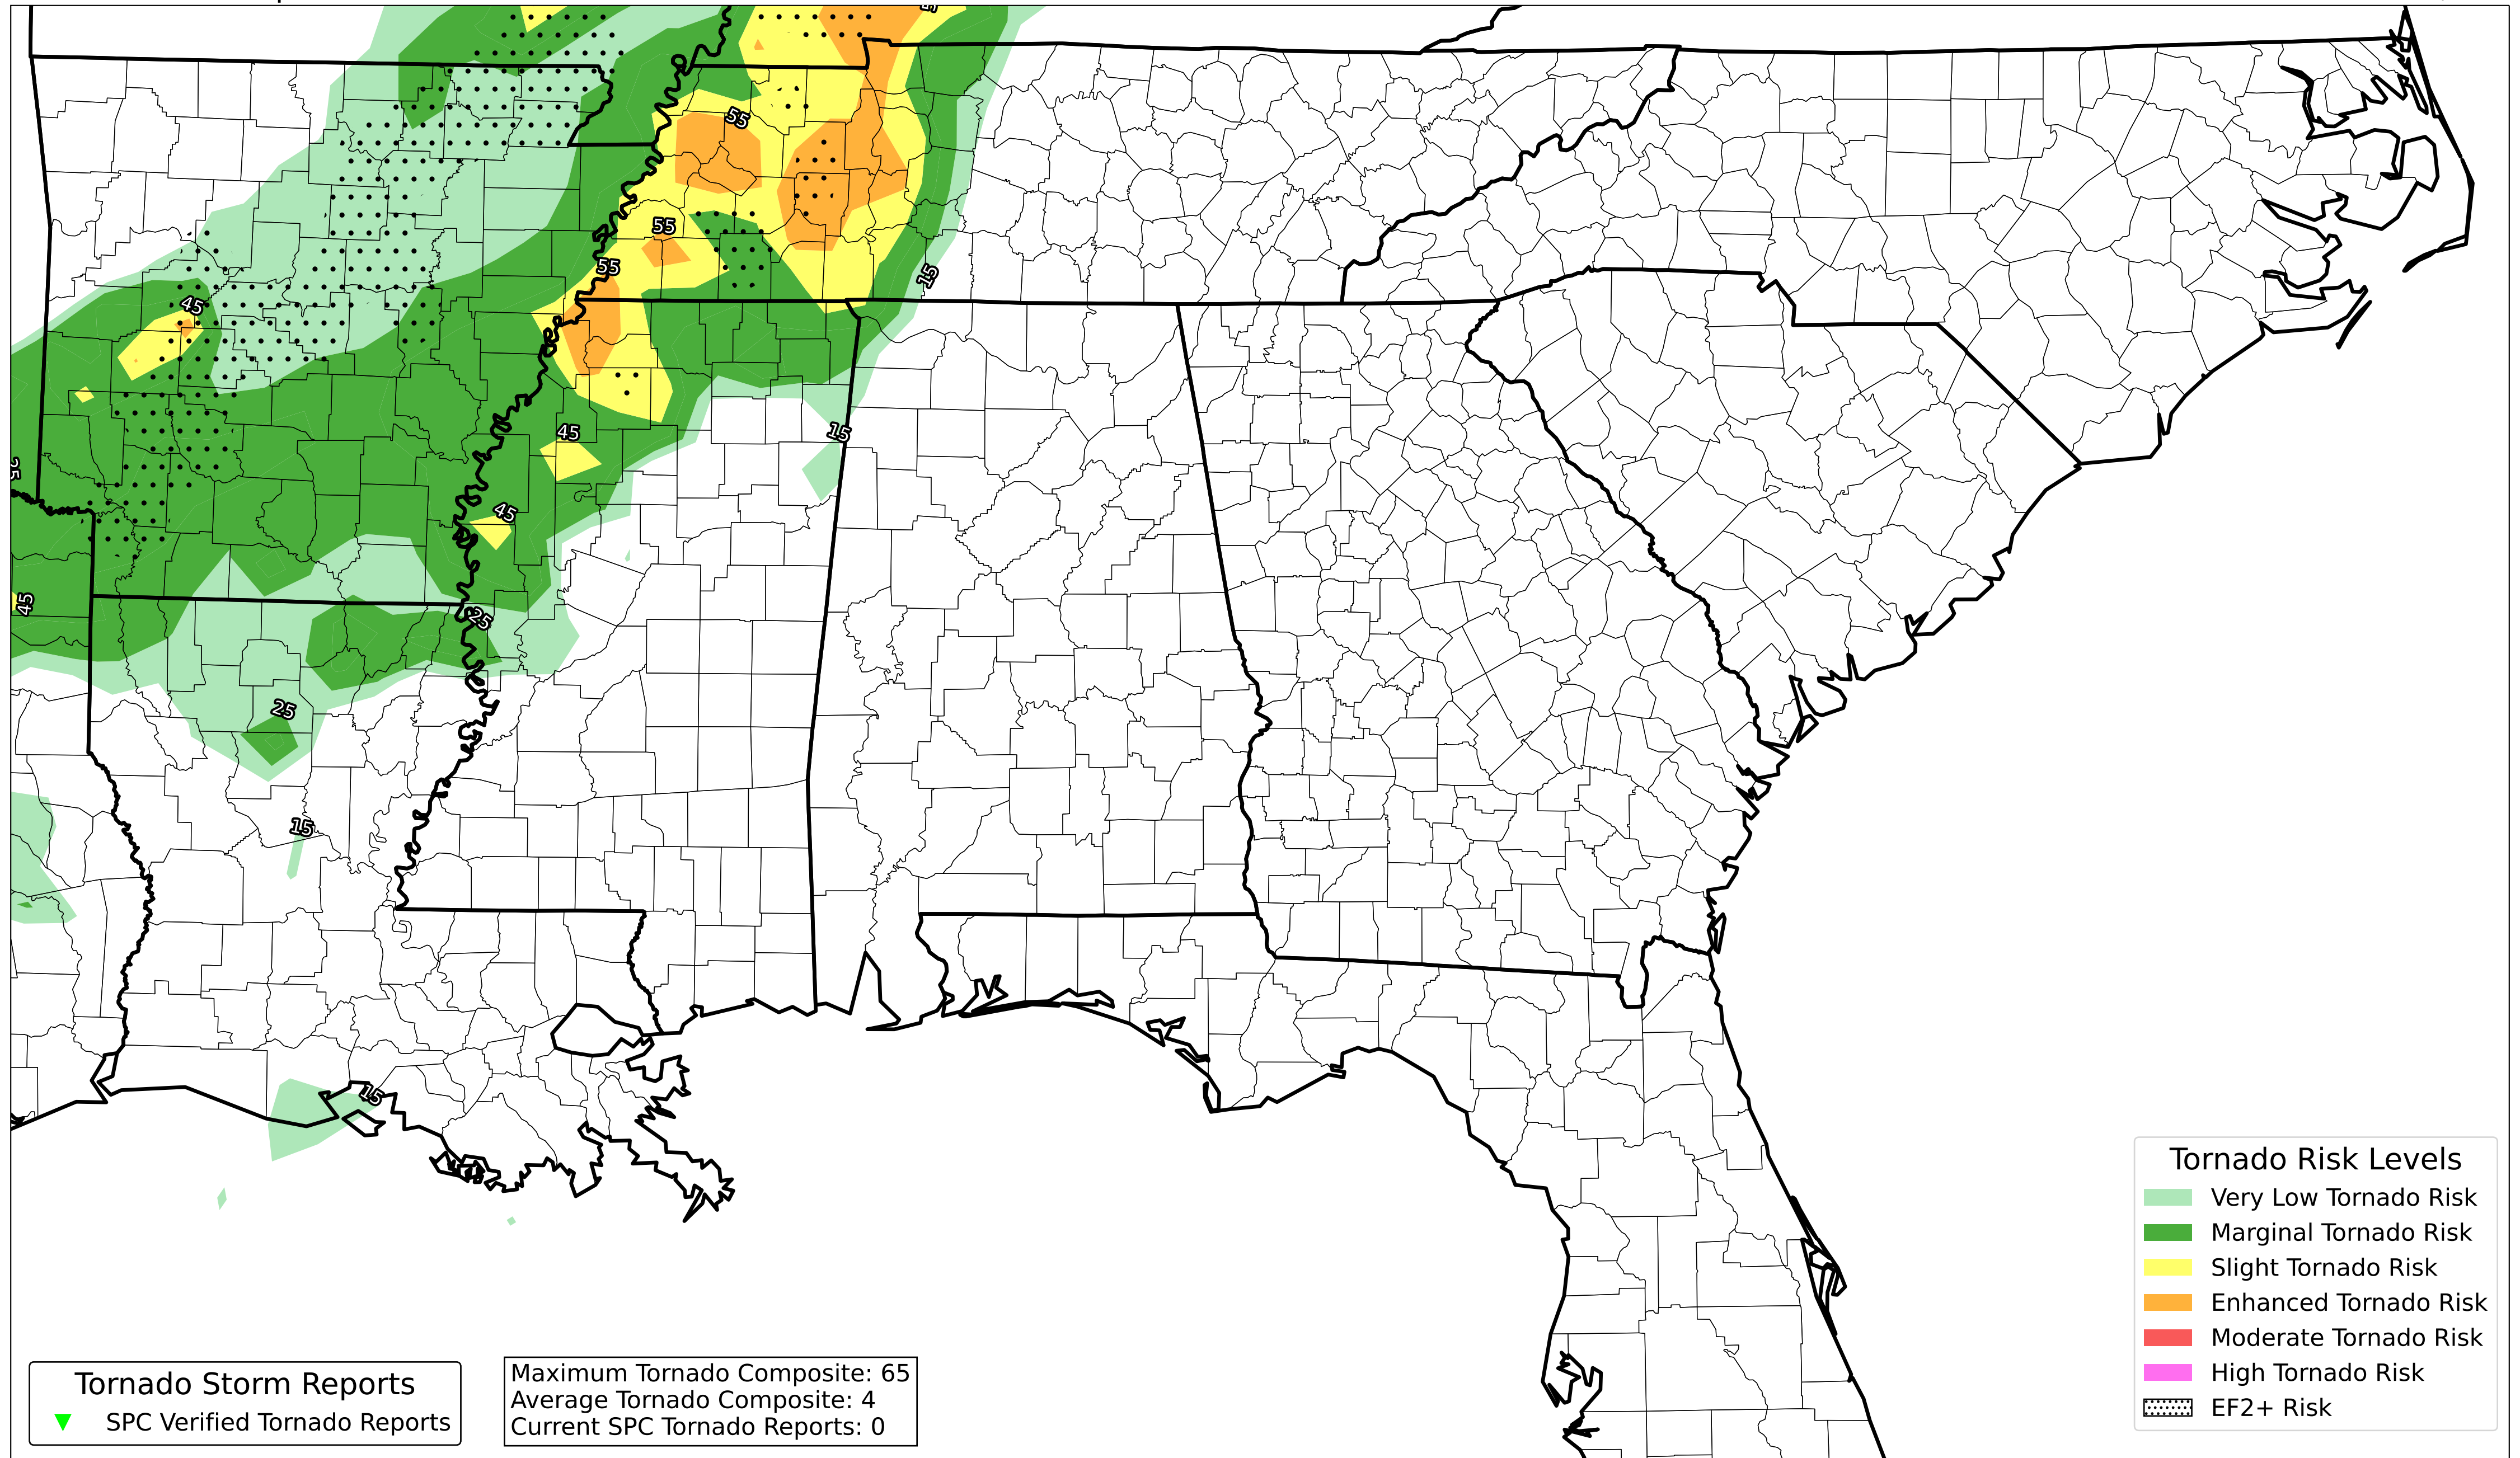 55
55
55
15
45
15
45
45
45
25
25
15
15
Tornado Risk Levels
Very Low Tornado Risk
Marginal Tornado Risk
Slight Tornado Risk
Enhanced Tornado Risk
Moderate Tornado Risk
High Tornado Risk
EF2+ Risk
Tornado Storm Reports
SPC Verified Tornado Reports
Maximum Tornado Composite: 65
Average Tornado Composite: 4
Current SPC Tornado Reports: 0